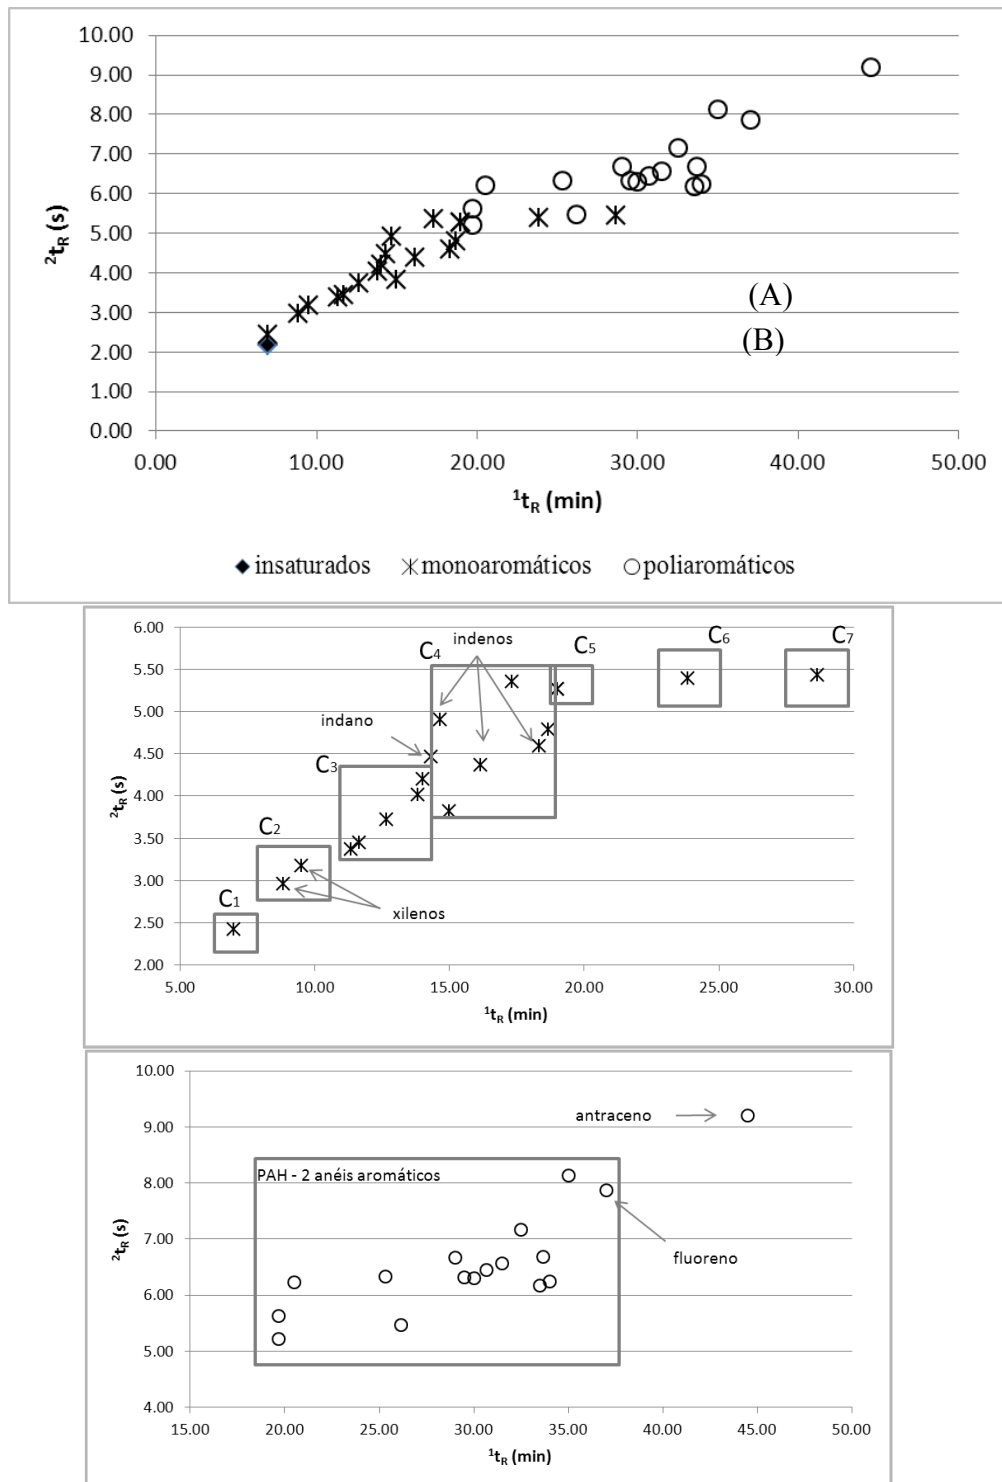 10.00
9.00
8.00
7.00
6.00
5.00
4.00
3.00
2.00
1.00
0.00
²tR (s)
(A)
(B)
0.00 10.00 20.00 30.00 40.00 50.00
¹tR (min)
insaturados monoaromáticos poliaromáticos
6.00
5.50
5.00
4.50
4.00
3.50
3.00
2.50
2.00
²tR (s)
C1
C2
C3
C4
C5
C6
C7
indenos
indano
xilenos
5.00 10.00 15.00 20.00 25.00 30.00
¹tR (min)
10.00
9.00
8.00
7.00
6.00
5.00
4.00
²tR (s)
antraceno
PAH - 2 anéis aromáticos
fluoreno
15.00 20.00 25.00 30.00 35.00 40.00 45.00 50.00
¹tR (min)